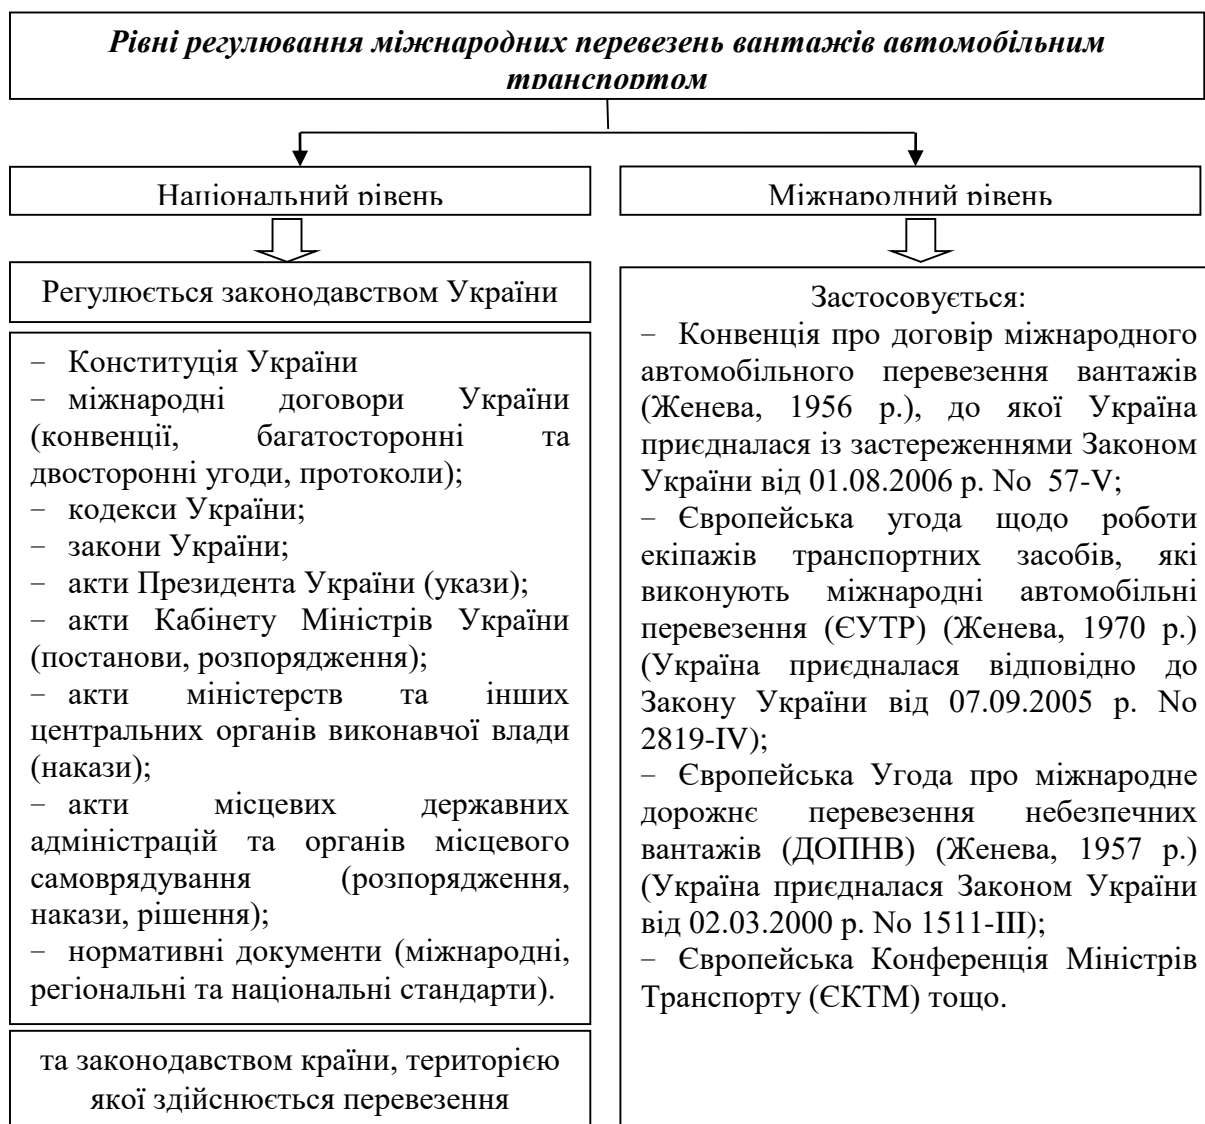 Рівні регулювання міжнародних перевезень вантажів автомобільним
транспортом
Національний рівень
Міжнародний рівень
Регулюється законодавством України
– Конституція України
– міжнародні договори України
(конвенції, багатосторонні та
двосторонні угоди, протоколи);
– кодекси України;
– закони України;
– акти Президента України (укази);
– акти Кабінету Міністрів України
(постанови, розпорядження);
– акти міністерств та інших
центральних органів виконавчої влади
(накази);
– акти місцевих державних
адміністрацій та органів місцевого
самоврядування (розпорядження,
накази, рішення);
– нормативні документи (міжнародні,
регіональні та національні стандарти).
та законодавством країни, територією
якої здійснюється перевезення
Застосовується:
– Конвенція про договір міжнародного
автомобільного перевезення вантажів
(Женева, 1956 р.), до якої Україна
приєдналася із застереженнями Законом
України від 01.08.2006 р. No 57-V;
– Європейська угода щодо роботи
екіпажів транспортних засобів, які
виконують міжнародні автомобільні
перевезення (ЄУТР) (Женева, 1970 р.)
(Україна приєдналася відповідно до
Закону України від 07.09.2005 р. No
2819-IV);
– Європейська Угода про міжнародне
дорожнє перевезення небезпечних
вантажів (ДОПНВ) (Женева, 1957 р.)
(Україна приєдналася Законом України
від 02.03.2000 р. No 1511-III);
– Європейська Конференція Міністрів
Транспорту (ЄКТМ) тощо.